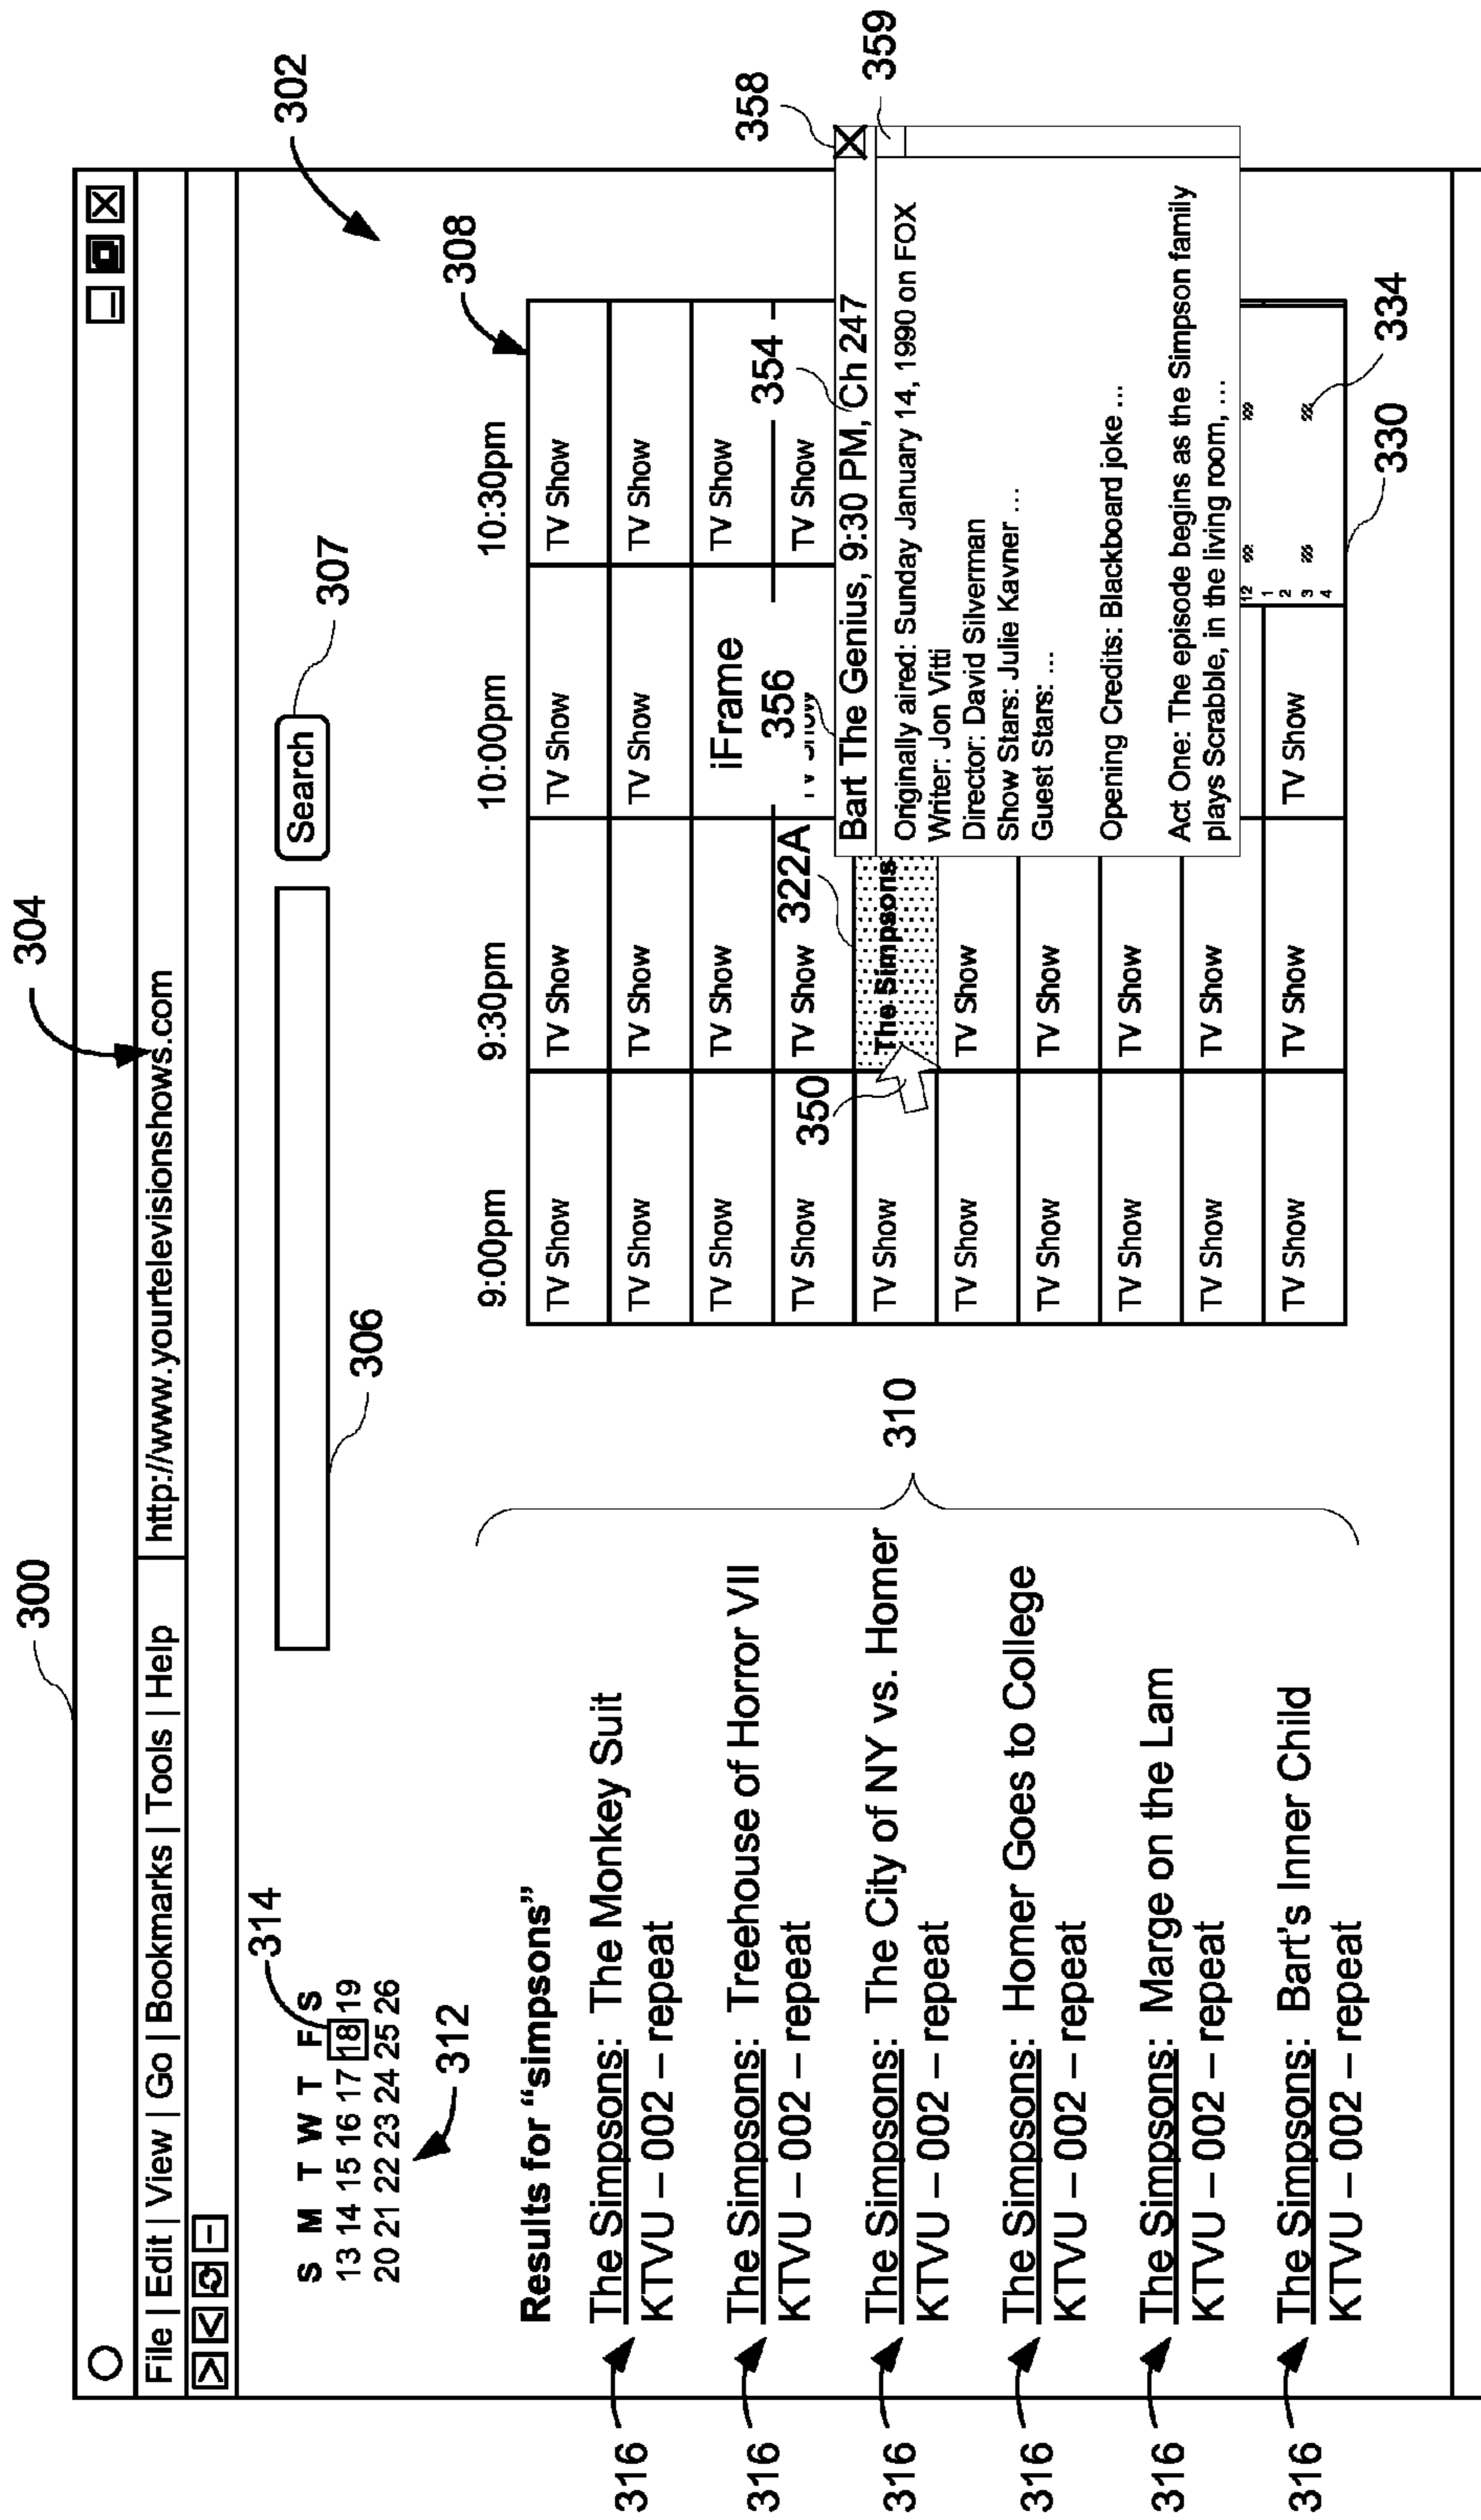 300
304
302
File | Edit | View | Go | Bookmarks | Tools | Help
http://www.yourtelevisionshows.com
314
S M T W T F S
13 14 15 16 17 18 19
20 21 22 23 24 25 26
312
306
Search
307
308
Results for “simpsons”
316
The Simpsons: The Monkey Suit
KTVU – 002 – repeat
316
The Simpsons: Treehouse of Horror VII
KTVU – 002 – repeat
316
The Simpsons: The City of NY vs. Homer
KTVU – 002 – repeat
316
The Simpsons: Homer Goes to College
KTVU – 002 – repeat
316
The Simpsons: Marge on the Lam
KTVU – 002 – repeat
316
The Simpsons: Bart's Inner Child
KTVU – 002 – repeat
310
9:00pm 9:30pm 10:00pm 10:30pm
TV Show TV Show TV Show TV Show
TV Show TV Show TV Show TV Show
TV Show TV Show iFrame TV Show
354
358
TV Show TV Show TV Show
350
322A
356
359
TV Show The Simpsons
Bart The Genius, 9:30 PM, Ch 247
Originally aired: Sunday January 14, 1990 on FOX
Writer: Jon Vitti
Director: David Silverman
Show Stars: Julie Kavner ...
Guest Stars: ...
Opening Credits: Blackboard joke ...
Act One: The episode begins as the Simpson family
plays Scrabble, in the living room, ...
TV Show TV Show
TV Show TV Show
TV Show TV Show
TV Show TV Show
TV Show TV Show TV Show
12
1
2
3
4
334
330